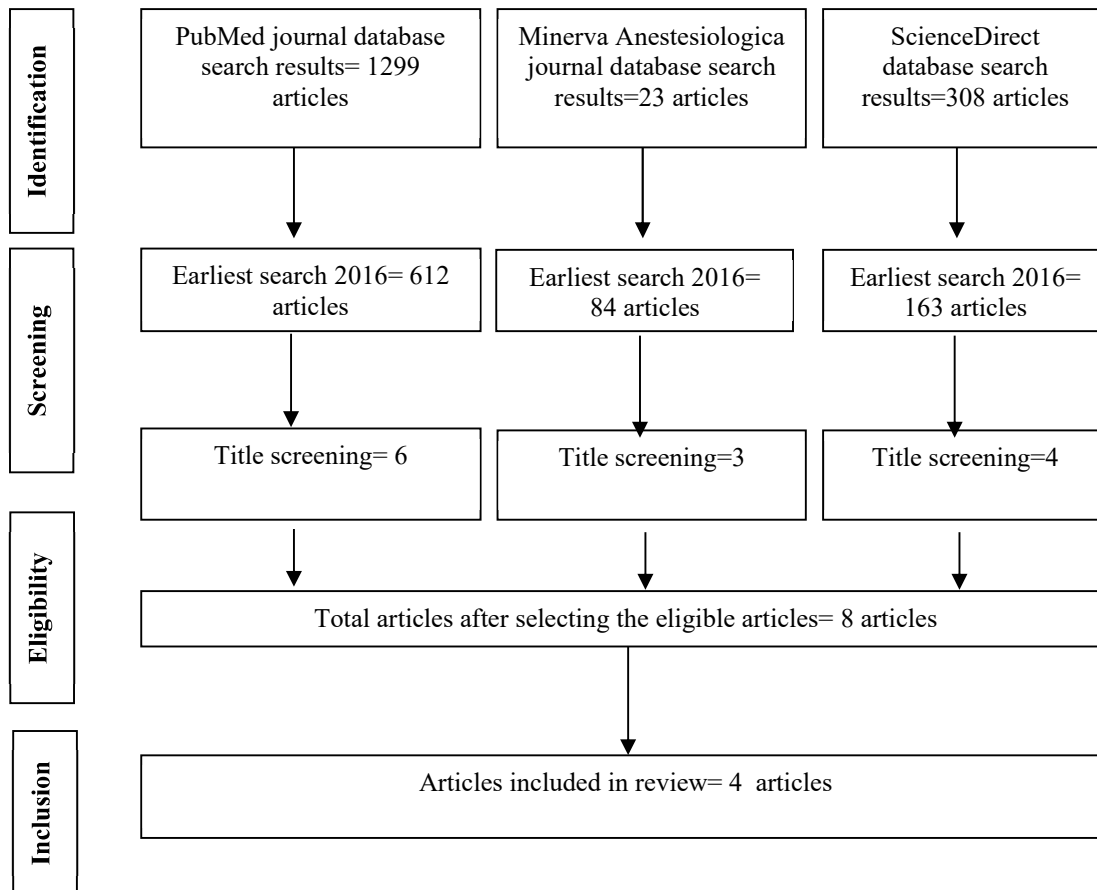 Identification
PubMed journal database
search results= 1299
articles
Minerva Anestesiologica
journal database search
results=23 articles
ScienceDirect
database search
results=308 articles
Screening
Earliest search 2016= 612
articles
Earliest search 2016=
84 articles
Earliest search 2016=
163 articles
Title screening= 6
Title screening=3
Title screening=4
Eligibility
Total articles after selecting the eligible articles= 8 articles
Inclusion
Articles included in review= 4 articles